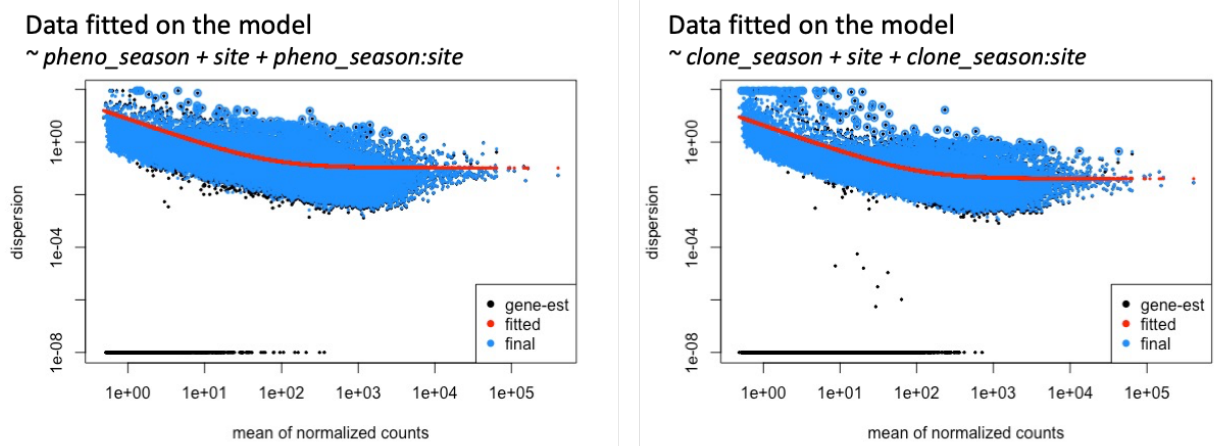 Data fitted on the model
~ pheno_season + site + pheno_season:site
1e+00
1e-04
1e-08
dispersion
gene-est
fitted
final
1e+00 1e+01 1e+02 1e+03 1e+04 1e+05
mean of normalized counts
Data fitted on the model
~ clone_season + site + clone_season:site
1e+00
1e-04
1e-08
dispersion
gene-est
fitted
final
1e+00 1e+01 1e+02 1e+03 1e+04 1e+05
mean of normalized counts